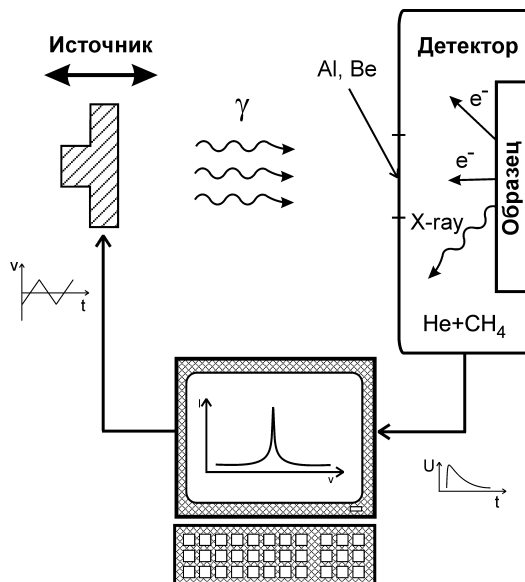 Источник
Детектор
Al, Be
γ
e⁻
e⁻
Образец
X-ray
v
t
He+CH₄
I
v
U
t